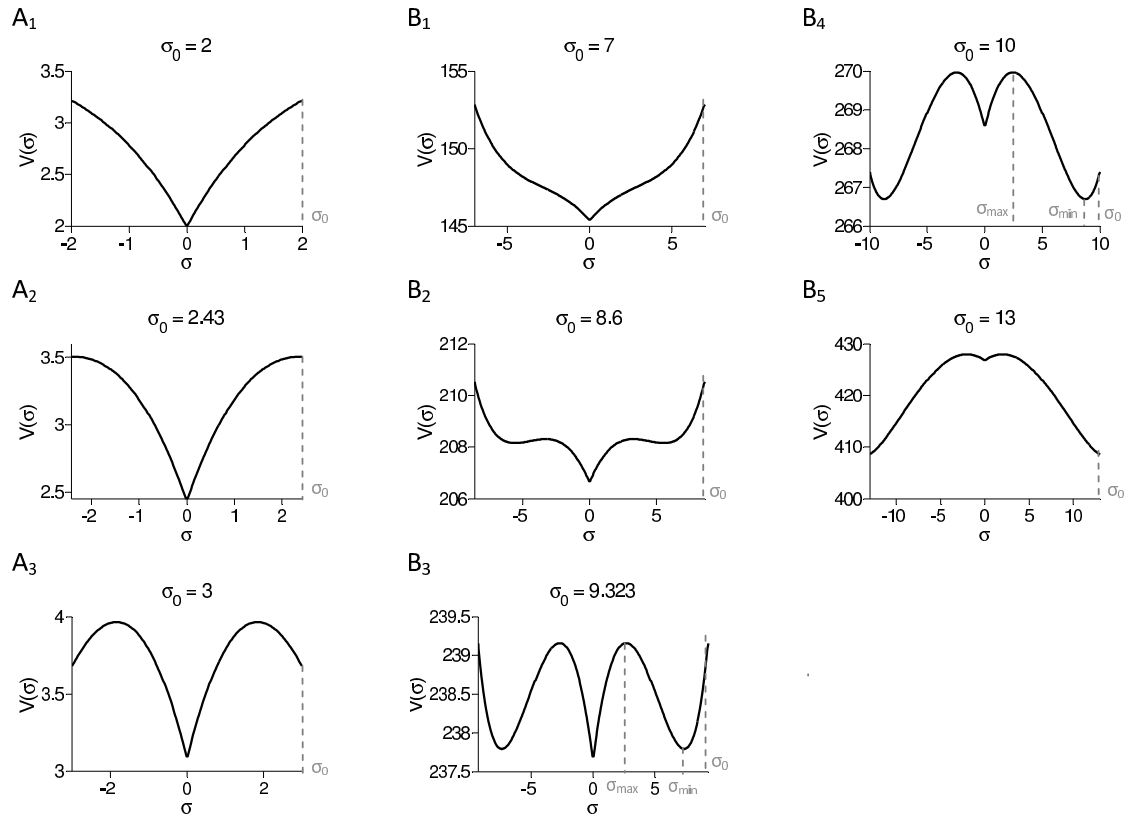 A₁
σ₀ = 2
3.5
3
2.5
2
V(σ)
-2 -1 0 1 2
σ
σ₀
B₁
σ₀ = 7
155
150
145
V(σ)
-5 0 5
σ
σ₀
B₄
σ₀ = 10
270
269
268
267
266
V(σ)
σmax
σmin
σ₀
-10 -5 0 5 10
σ
A₂
σ₀ = 2.43
3.5
3
2.5
V(σ)
-2 -1 0 1 2
σ
σ₀
B₂
σ₀ = 8.6
212
210
208
206
V(σ)
-5 0 5
σ
σ₀
B₅
σ₀ = 13
430
420
410
400
V(σ)
-10 -5 0 5 10
σ
σ₀
A₃
σ₀ = 3
4
3.5
3
V(σ)
-2 0 2
σ
σ₀
B₃
σ₀ = 9.323
239.5
239
238.5
238
237.5
V(σ)
σ₀
-5 0 σmax 5 σmin
σ